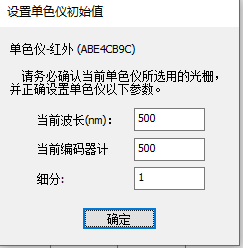 设置单色仪初始值
单色仪-红外 (ABE4CB9C)
请务必确认当前单色仪所选用的光栅，
并正确设置单色仪以下参数。
当前波长(nm): 500
当前编码器计 500
细分: 1
确定